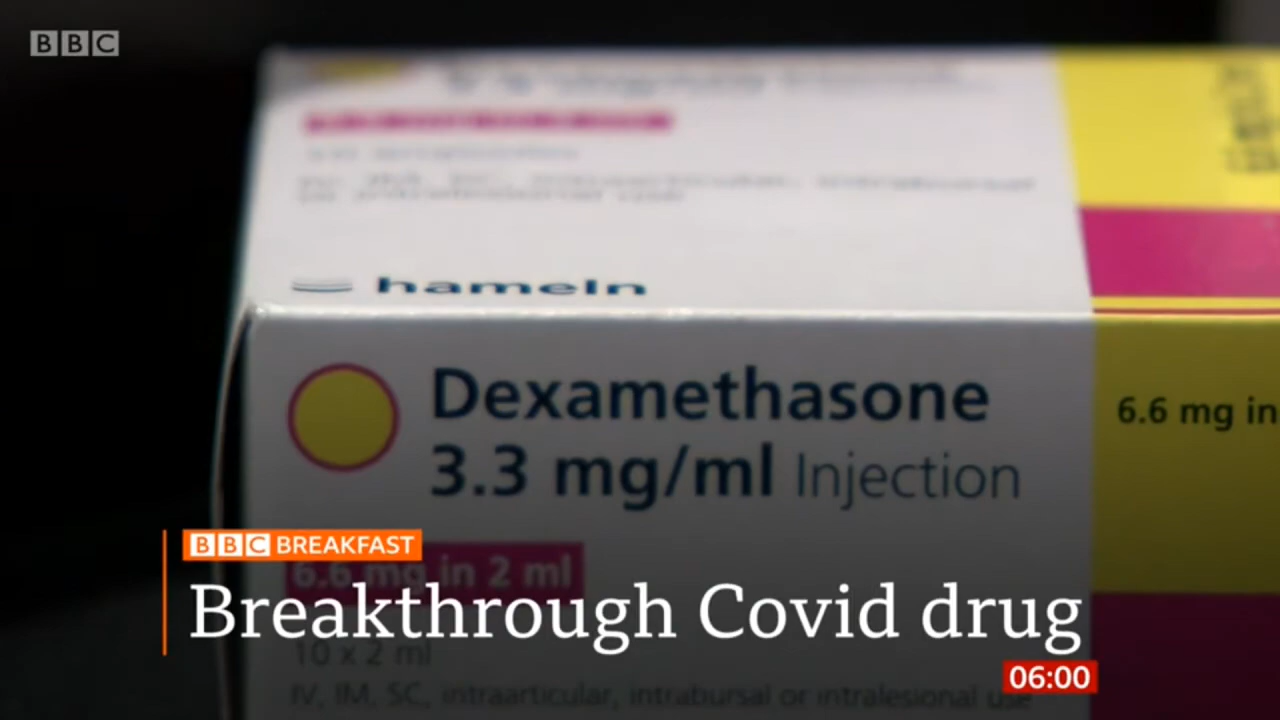 BBC
hameln
Dexamethasone
3.3 mg/ml Injection
6.6 mg in
BBC BREAKFAST
6.6 mg in 2 ml
Breakthrough Covid drug
10 x 2 ml
06:00
IV, IM, SC, intraarticular, intrabursal or intralesional use